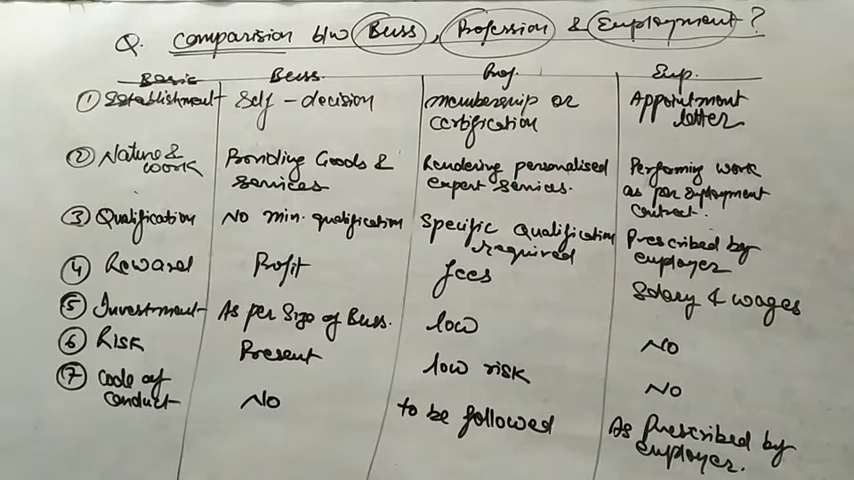 Q. Comparision b/w Buss, Profession & Employment?
Basic Buss. Prof. Emp.
① Establishment Self-decision membership or certification Appointment letter
② Nature & work Providing Goods & services Rendering personalised expert services. Performing work as per Employment contract.
③ Qualification No min. qualification Specific Qualification required Prescribed by employer
④ Reward Profit fees Salary & wages
⑤ Investment As per Size of Buss. low No
⑥ Risk Present low risk No
⑦ Code of conduct No to be followed As Prescribed by employer.